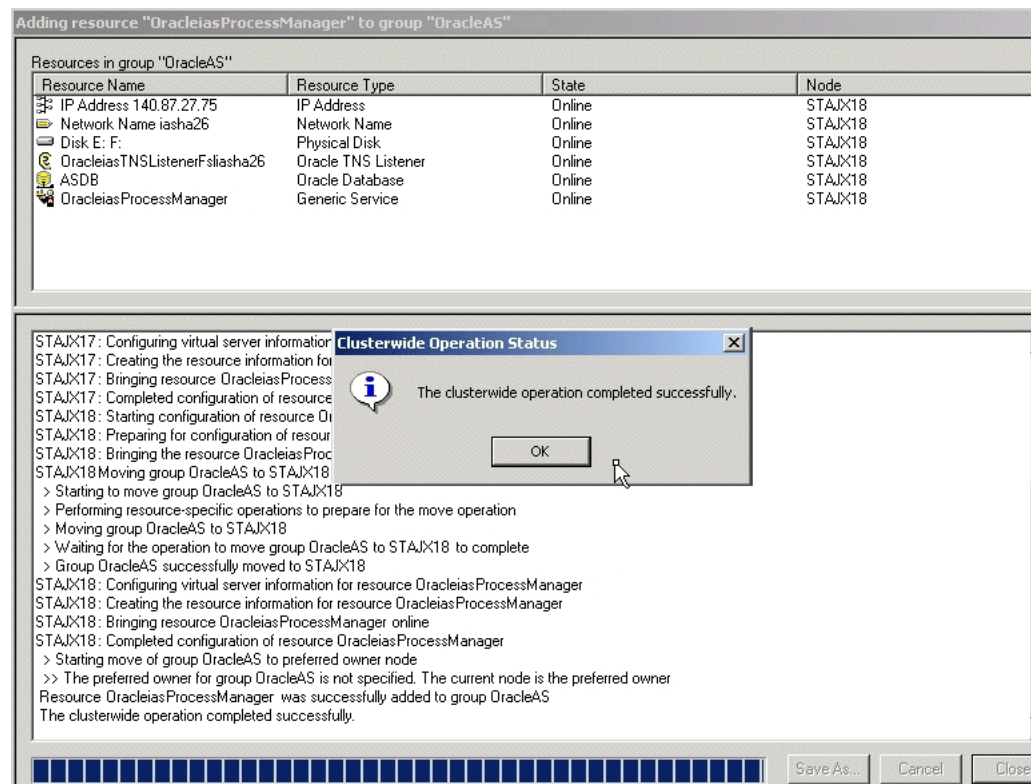 Adding resource "OracleiasProcessManager" to group "OracleAS"
Resources in group "OracleAS"
Resource Name Resource Type State Node
IP Address 140.87.27.75 IP Address Online STAJX18
Network Name iasha26 Network Name Online STAJX18
Disk E: F: Physical Disk Online STAJX18
OracleiasTNSListenerFsliasha26 Oracle TNS Listener Online STAJX18
ASDB Oracle Database Online STAJX18
OracleiasProcessManager Generic Service Online STAJX18
STAJX17: Configuring virtual server information
STAJX17: Creating the resource information for
STAJX17: Bringing resource OracleiasProcess
STAJX17: Completed configuration of resource
STAJX18: Starting configuration of resource
STAJX18: Preparing for configuration of resour
STAJX18: Bringing the resource OracleiasProc
STAJX18Moving group OracleAS to STAJX18
> Starting to move group OracleAS to STAJX18
> Performing resource-specific operations to prepare for the move operation
> Moving group OracleAS to STAJX18
> Waiting for the operation to move group OracleAS to STAJX18 to complete
> Group OracleAS successfully moved to STAJX18
STAJX18: Configuring virtual server information for resource OracleiasProcessManager
STAJX18: Creating the resource information for resource OracleiasProcessManager
STAJX18: Bringing resource OracleiasProcessManager online
STAJX18: Completed configuration of resource OracleiasProcessManager
> Starting move of group OracleAS to preferred owner node
>> The preferred owner for group OracleAS is not specified. The current node is the preferred owner
Resource OracleiasProcessManager was successfully added to group OracleAS
The clusterwide operation completed successfully.
Clusterwide Operation Status
The clusterwide operation completed successfully.
OK
Save As... Cancel Close